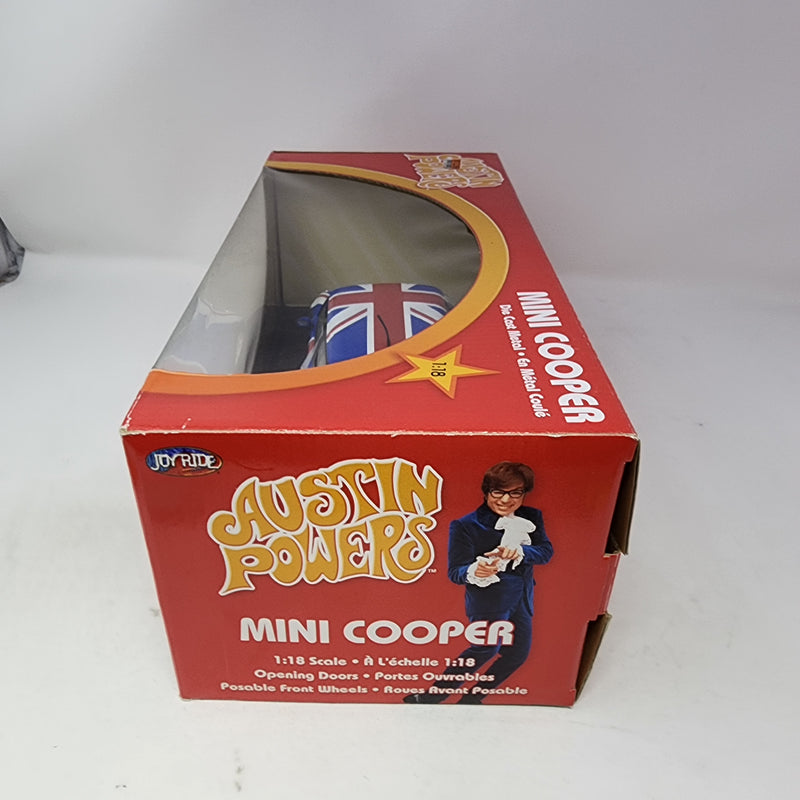 AUSTIN
POWERS
MINI COOPER
Die Cast Metal • En Métal Coulé
1:18
JOYRIDE
AUSTIN
POWERS™
MINI COOPER
1:18 Scale • À L'échelle 1:18
Opening Doors • Portes Ouvrables
Posable Front Wheels • Roues Avant Posable